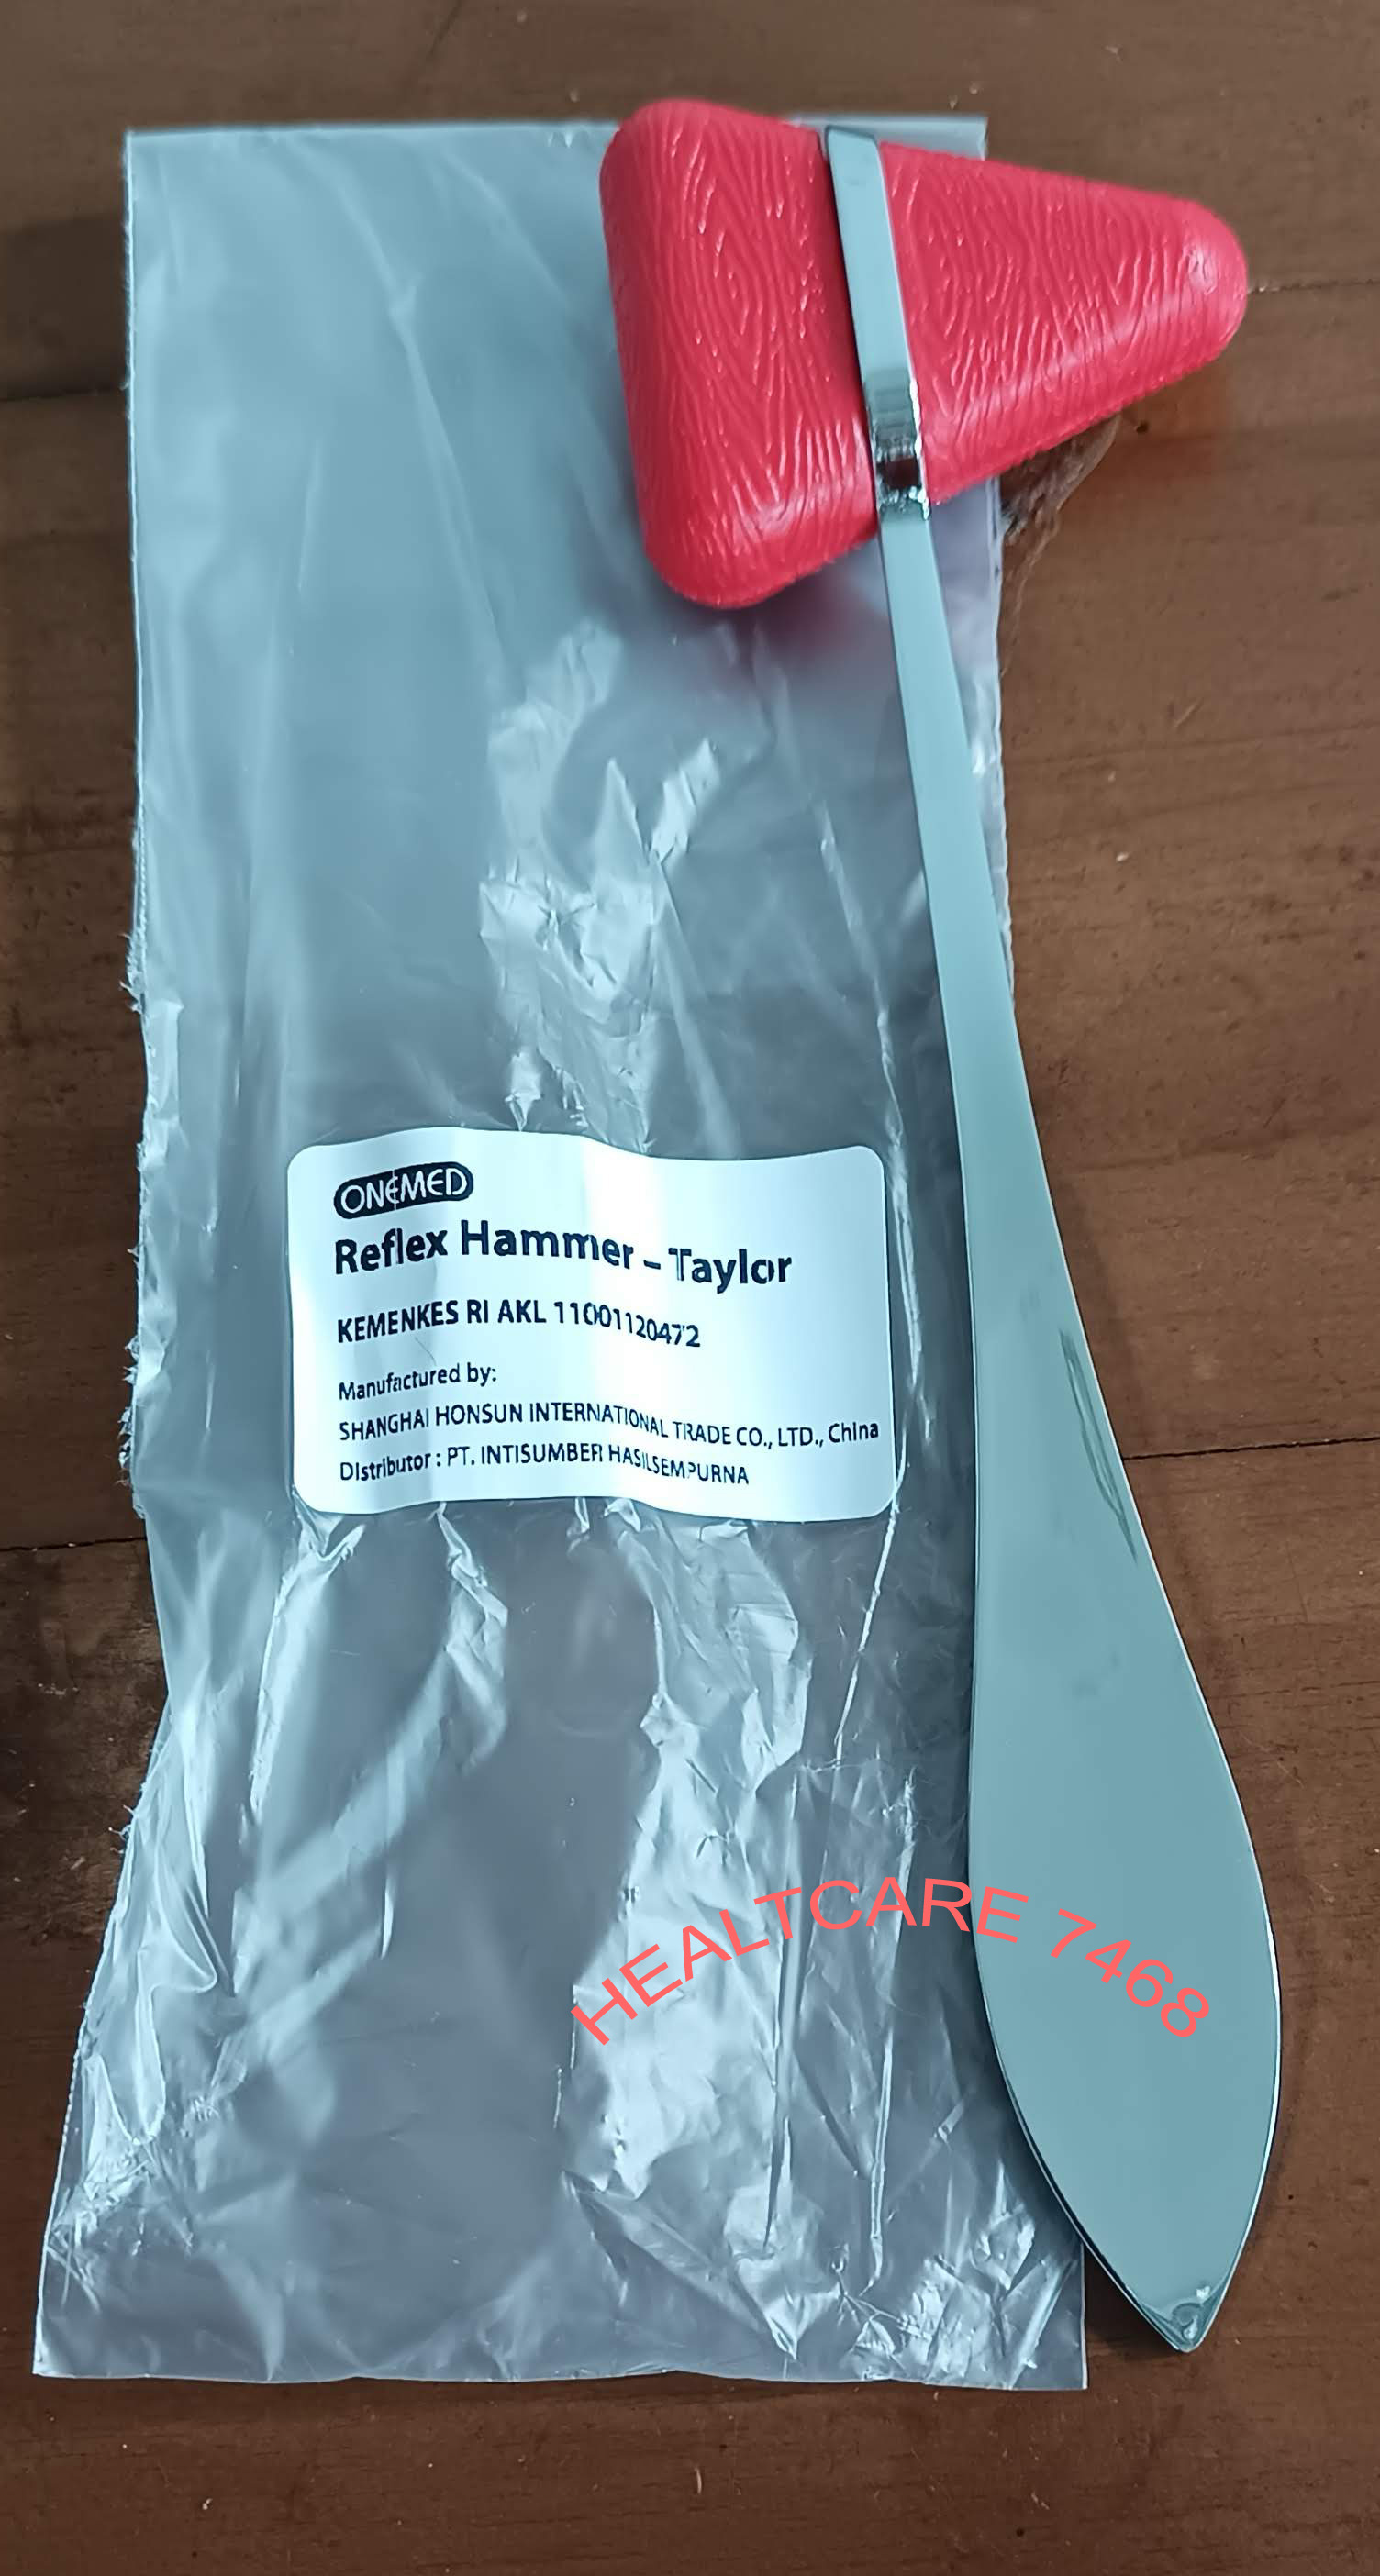 ONEMED
Reflex Hammer - Taylor
KEMENKES RI AKL 11001120472
Manufactured by:
SHANGHAI HONSUN INTERNATIONAL TRADE CO., LTD., China
Distributor : PT. INTISUMBER HASILSEMPURNA
HEALTCARE 7468